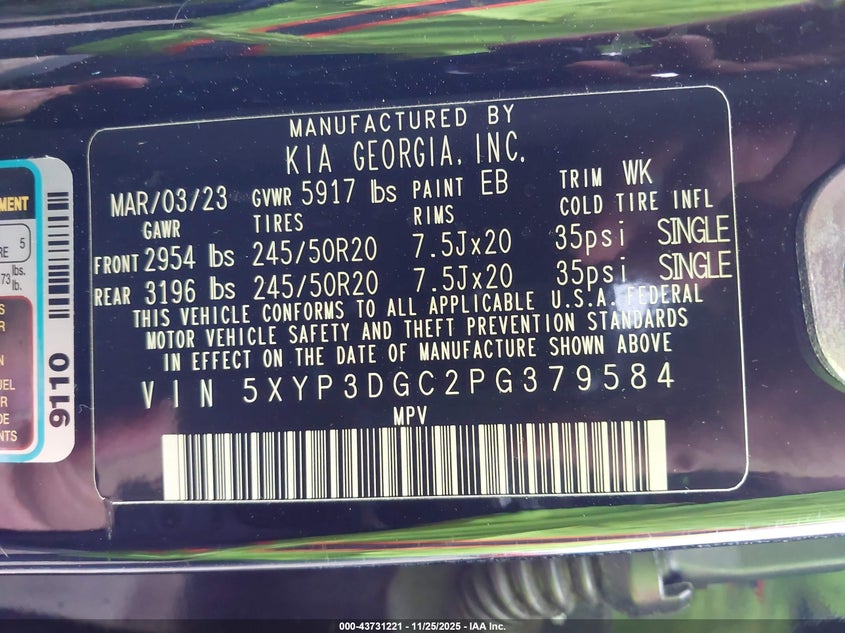 MANUFACTURED BY
KIA GEORGIA, INC.
MAR/03/23 GVWR 5917 lbs PAINT EB TRIM WK
GAWR TIRES RIMS COLD TIRE INFL
FRONT 2954 lbs 245/50R20 7.5Jx20 35psi SINGLE
REAR 3196 lbs 245/50R20 7.5Jx20 35psi SINGLE
THIS VEHICLE CONFORMS TO ALL APPLICABLE U.S.A. FEDERAL
MOTOR VEHICLE SAFETY AND THEFT PREVENTION STANDARDS
IN EFFECT ON THE DATE OF MANUFACTURE SHOWN ABOVE
VIN 5XYP3DGC2PG379584
MPV
9110
000-43731221 - 11/25/2025 - IAA Inc.